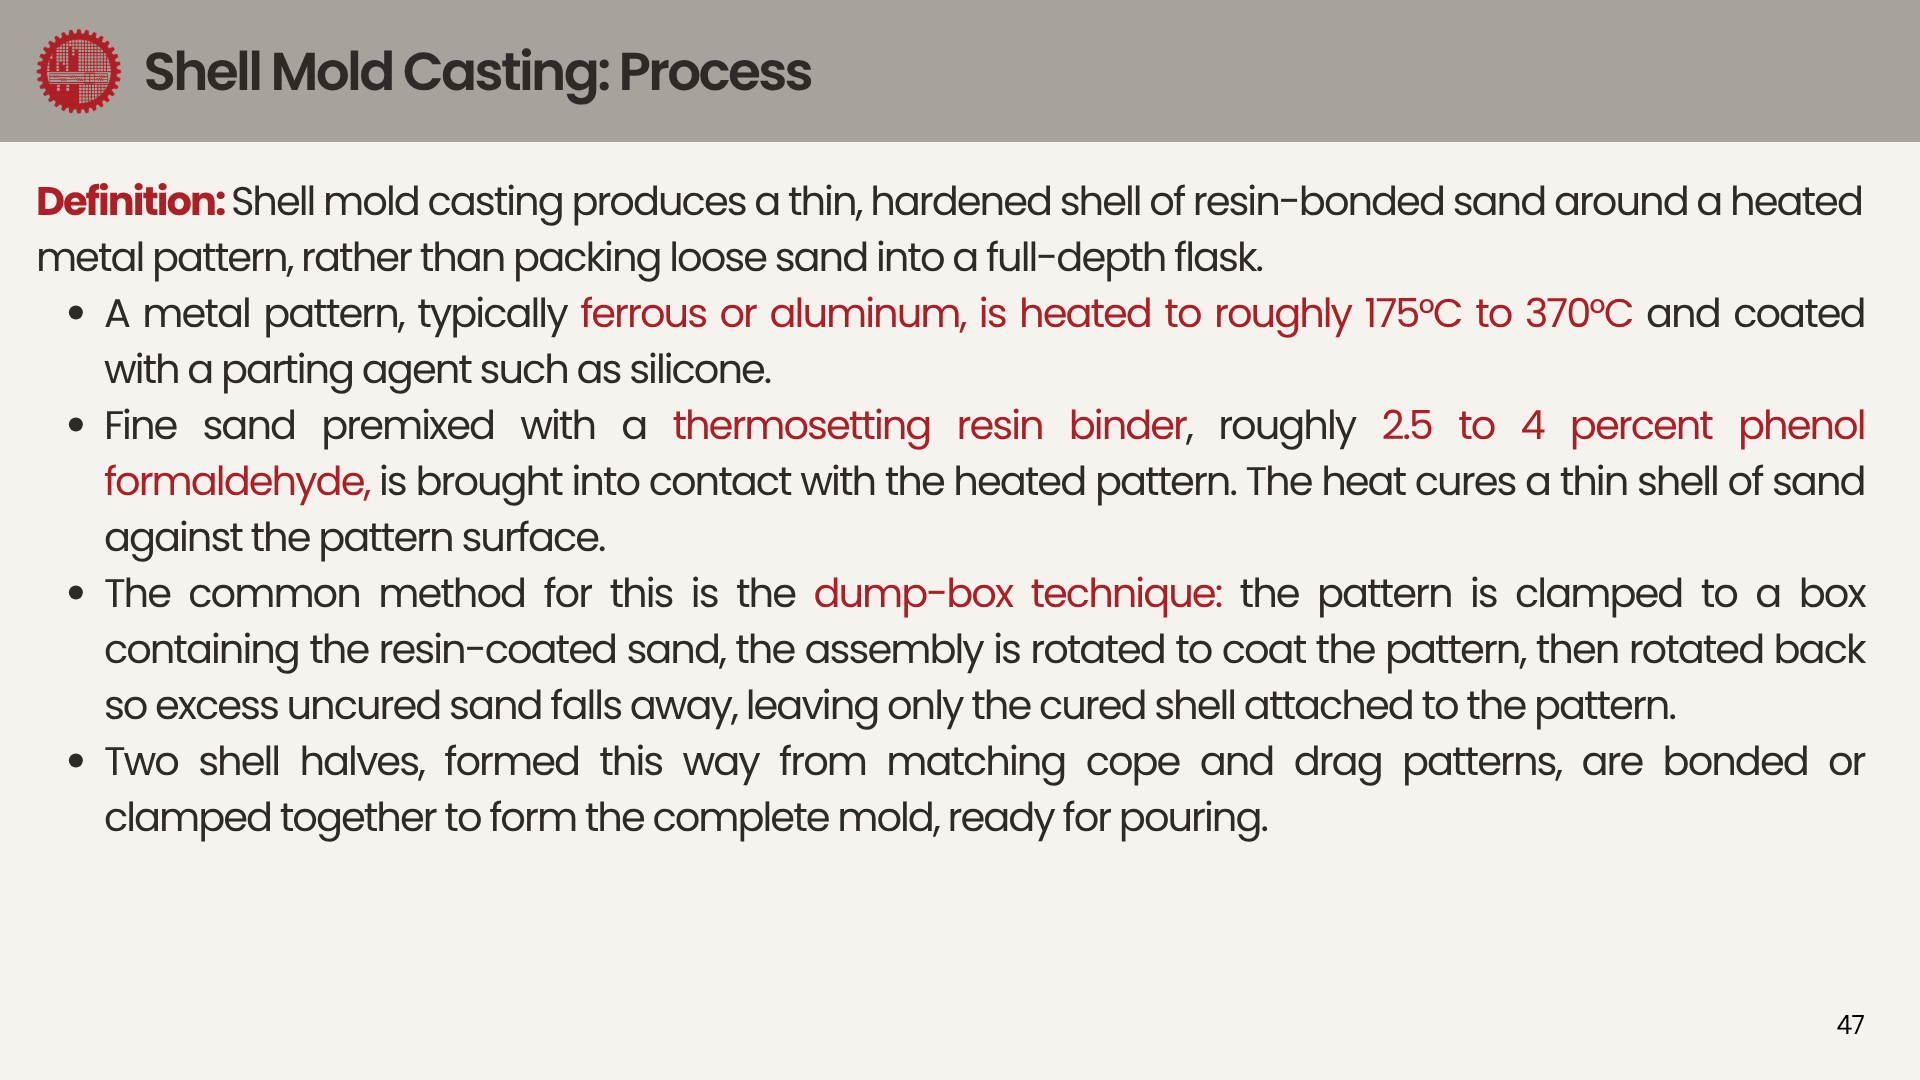 Shell Mold Casting: Process
Definition: Shell mold casting produces a thin, hardened shell of resin-bonded sand around a heated
metal pattern, rather than packing loose sand into a full-depth flask.
• A metal pattern, typically ferrous or aluminum, is heated to roughly 175°C to 370°C and coated
with a parting agent such as silicone.
• Fine sand premixed with a thermosetting resin binder, roughly 2.5 to 4 percent phenol
formaldehyde, is brought into contact with the heated pattern. The heat cures a thin shell of sand
against the pattern surface.
• The common method for this is the dump-box technique: the pattern is clamped to a box
containing the resin-coated sand, the assembly is rotated to coat the pattern, then rotated back
so excess uncured sand falls away, leaving only the cured shell attached to the pattern.
• Two shell halves, formed this way from matching cope and drag patterns, are bonded or
clamped together to form the complete mold, ready for pouring.
47